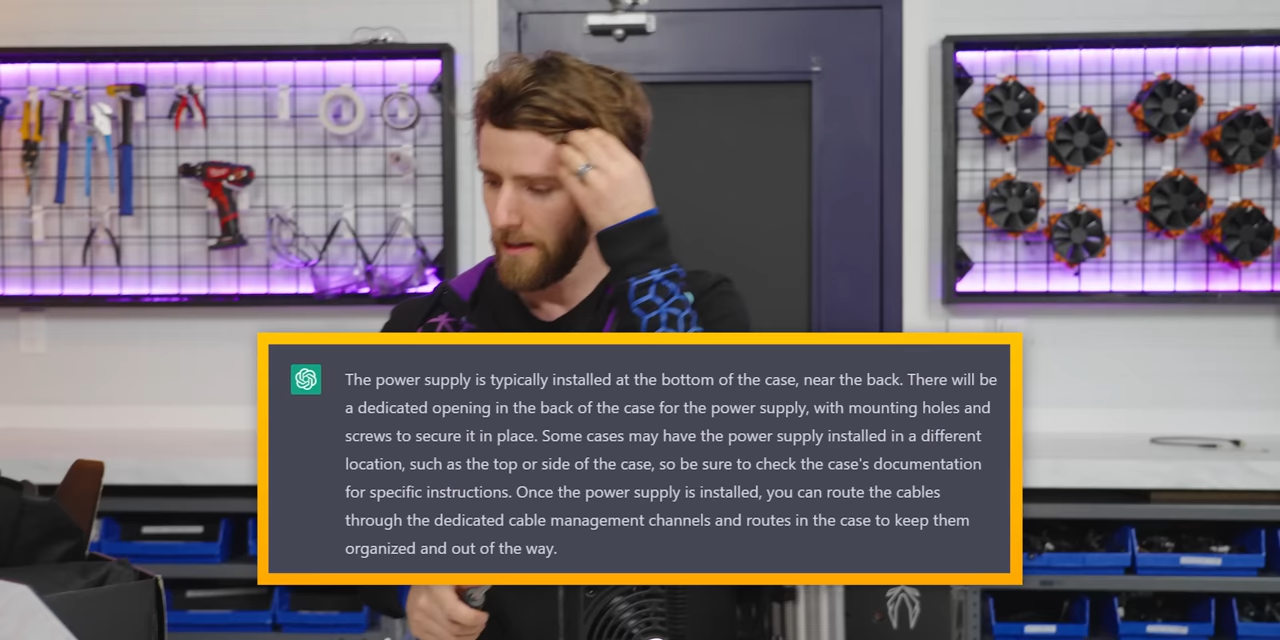 The power supply is typically installed at the bottom of the case, near the back. There will be
a dedicated opening in the back of the case for the power supply, with mounting holes and
screws to secure it in place. Some cases may have the power supply installed in a different
location, such as the top or side of the case, so be sure to check the case's documentation
for specific instructions. Once the power supply is installed, you can route the cables
through the dedicated cable management channels and routes in the case to keep them
organized and out of the way.